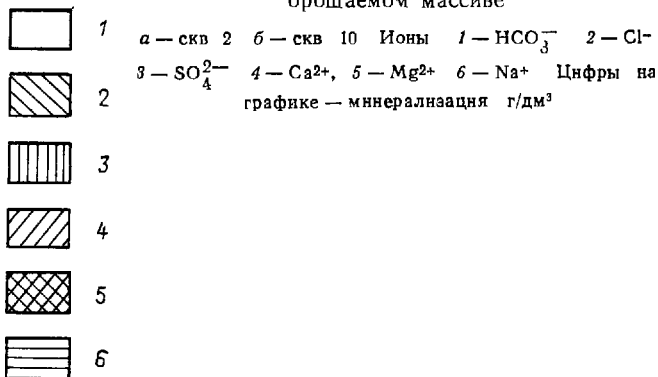 орошаемом массиве
1 а — скв 2 б — скв 10 Ионы 1 — HCO₃⁻ 2 — Cl-
3 — SO₄²⁻ 4 — Ca²⁺, 5 — Mg²⁺ 6 — Na⁺ Цифры на
2 графике — миннерализация г/дм³
3
4
5
6